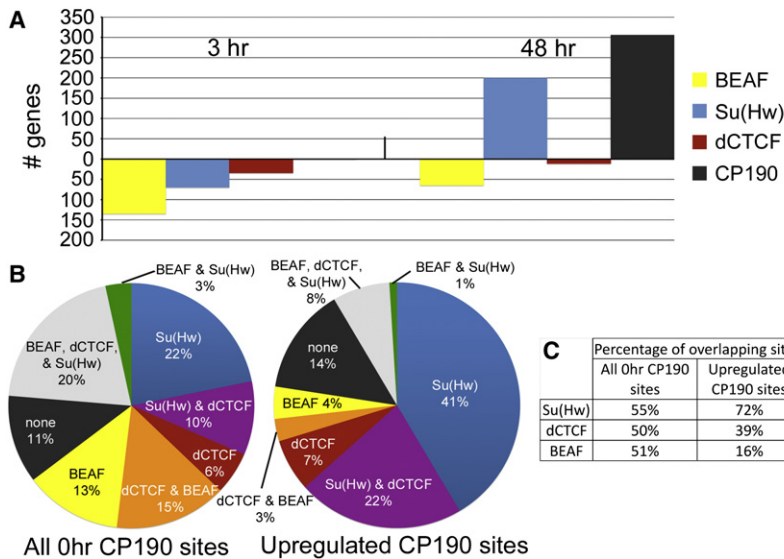 A
350
300
250
200
150
100
50
0
50
100
150
200
# genes
3 hr
48 hr
BEAF
Su(Hw)
dCTCF
CP190
B
BEAF & Su(Hw)
3%
Su(Hw)
22%
Su(Hw) & dCTCF
10%
dCTCF
6%
dCTCF & BEAF
15%
BEAF
13%
none
11%
BEAF, dCTCF,
& Su(Hw)
20%
All 0hr CP190 sites
BEAF, dCTCF,
& Su(Hw)
8%
BEAF & Su(Hw)
1%
Su(Hw)
41%
Su(Hw) & dCTCF
22%
dCTCF
7%
dCTCF & BEAF
3%
BEAF 4%
none
14%
Upregulated CP190 sites
C
Percentage of overlapping sit
All 0hr CP190 sites
Upregulated CP190 sites
Su(Hw) 55% 72%
dCTCF 50% 39%
BEAF 51% 16%